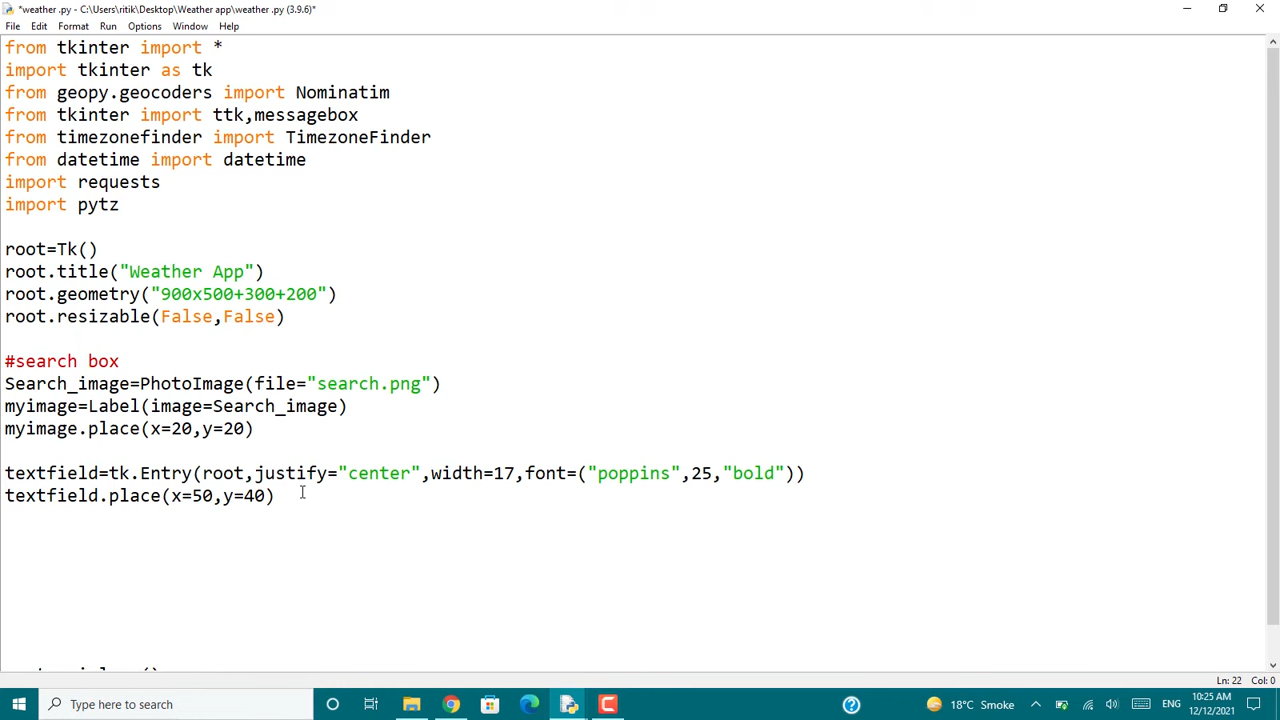 *weather .py - C:\Users\ritik\Desktop\Weather app\weather .py (3.9.6)*
File Edit Format Run Options Window Help
from tkinter import *
import tkinter as tk
from geopy.geocoders import Nominatim
from tkinter import ttk,messagebox
from timezonefinder import TimezoneFinder
from datetime import datetime
import requests
import pytz
root=Tk()
root.title("Weather App")
root.geometry("900x500+300+200")
root.resizable(False,False)
#search box
Search_image=PhotoImage(file="search.png")
myimage=Label(image=Search_image)
myimage.place(x=20,y=20)
textfield=tk.Entry(root,justify="center",width=17,font=("poppins",25,"bold"))
textfield.place(x=50,y=40)
Ln: 22 Col: 0
Type here to search
18°C Smoke
ENG
10:25 AM
12/12/2021